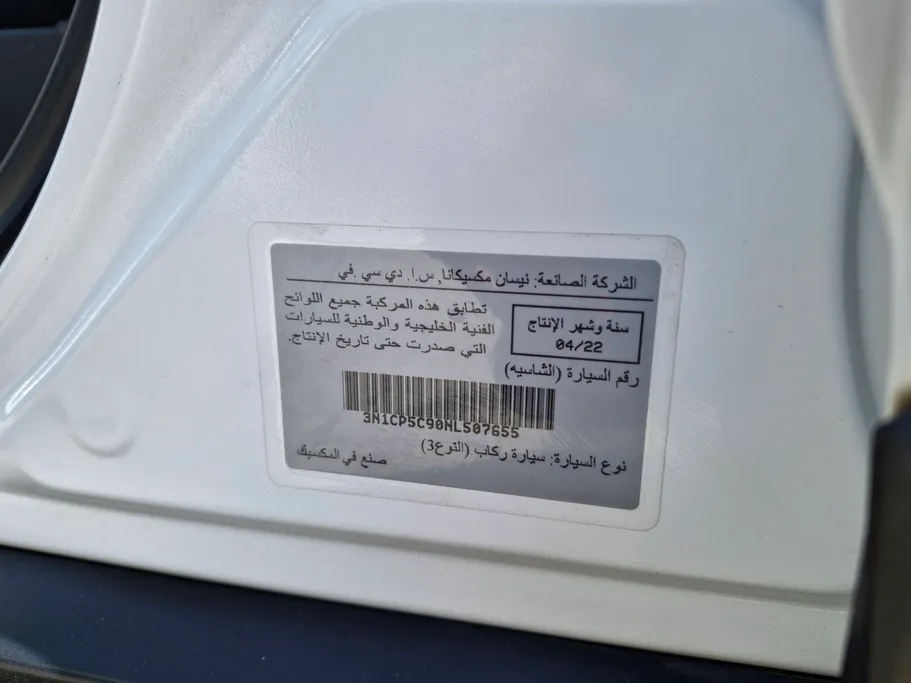 الشركة الصانعة: نيسان مكسيكانا, س.ا. دي سي .في
سنة وشهر الإنتاج
04/22
تطابق هذه المركبة جميع اللوائح
الفنية الخليجية والوطنية للسيارات
التي صدرت حتى تاريخ الإنتاج.
رقم السيارة (الشاسيه)
3N1CP5C90NL507655
نوع السيارة: سيارة ركاب (النوع3)
صنع في المكسيك